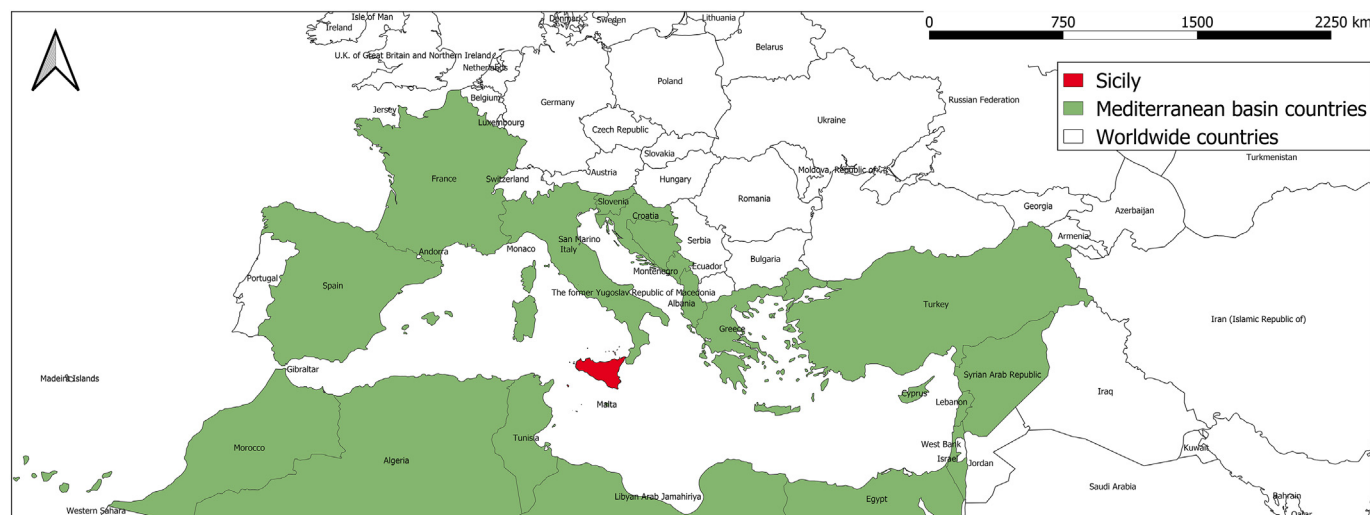 Isle of Man
Denmark
Sweden
Lithuania
0 750 1500 2250 km
Ireland
Belarus
U.K. of Great Britain and Northern Ireland
Netherlands
Poland
Sicily
Belgium
Germany
Russian Federation
Mediterranean basin countries
Jersey
Luxembourg
Ukraine
Czech Republic
Worldwide countries
Slovakia
Turkmenistan
France
Switzerland
Austria
Hungary
Moldova, Republic of
Slovenia
Romania
Georgia
Azerbaijan
Croatia
Armenia
San Marino
Serbia
Monaco
Italy
Andorra
Bulgaria
Portugal
Montenegro
Ecuador
Spain
The former Yugoslav Republic of Macedonia
Albania
Turkey
Iran (Islamic Republic of)
Greece
Gibraltar
Madeira Islands
Syrian Arab Republic
Cyprus
Iraq
Lebanon
Malta
Tunisia
Morocco
West Bank
Kuwait
Algeria
Israel
Jordan
Saudi Arabia
Libyan Arab Jamahiriya
Egypt
Bahrain
Western Sahara
Qatar